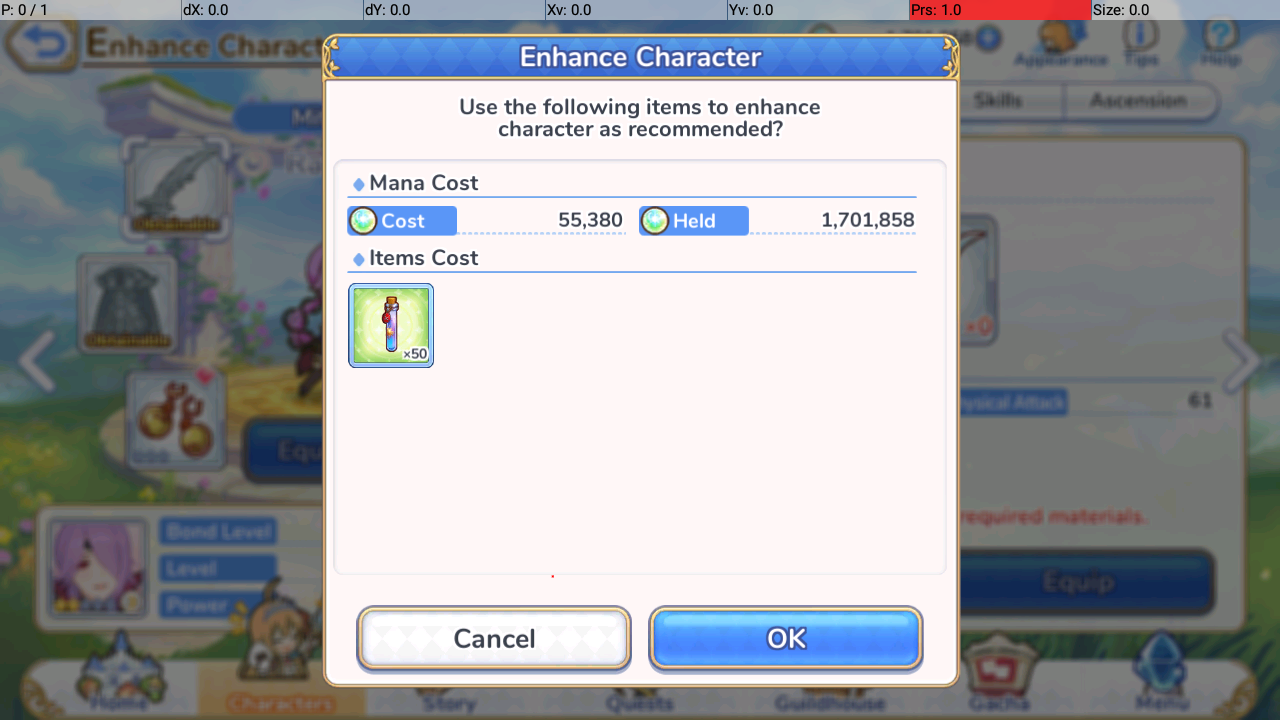 P: 0 / 1 dX: 0.0 dY: 0.0 Xv: 0.0 Yv: 0.0 Prs: 1.0 Size: 0.0
Enhance Charact
Enhance Character
Appearance Tips Help
Skills Ascension
Use the following items to enhance
character as recommended?
Mana Cost
Cost 55,380 Held 1,701,858
Items Cost
×50
×0
ysical Attack 61
Equ
required materials.
Bond Level
Level
Power
Equip
Cancel OK
Home Characters Story Quests Guildhouse Gacha Menu